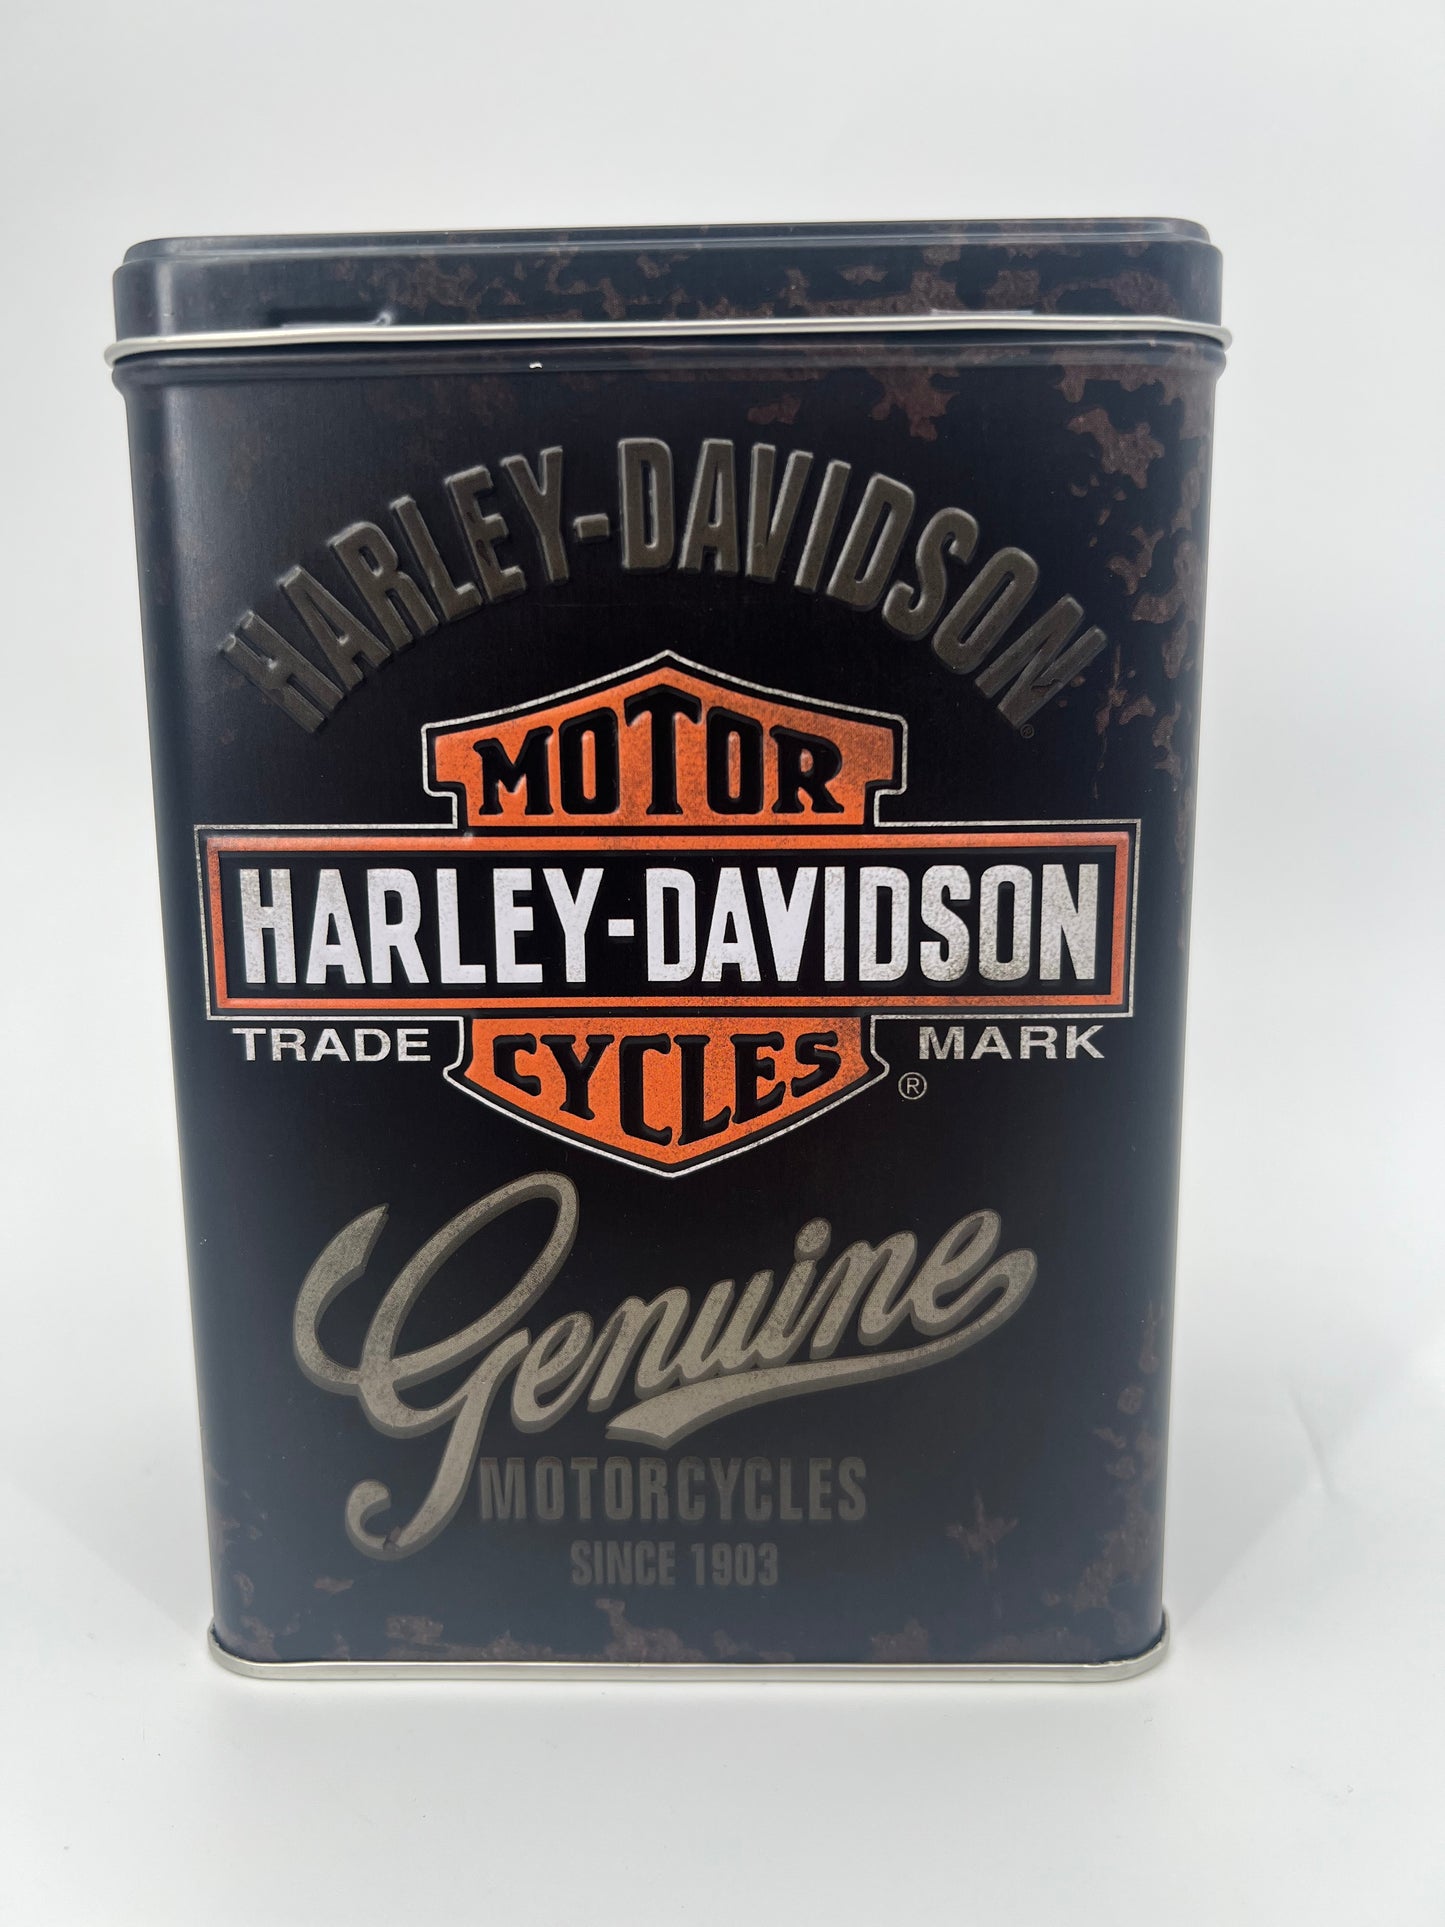 HARLEY-DAVIDSON®
MOTOR
HARLEY-DAVIDSON
TRADE MARK
CYCLES ®
Genuine
MOTORCYCLES
SINCE 1903